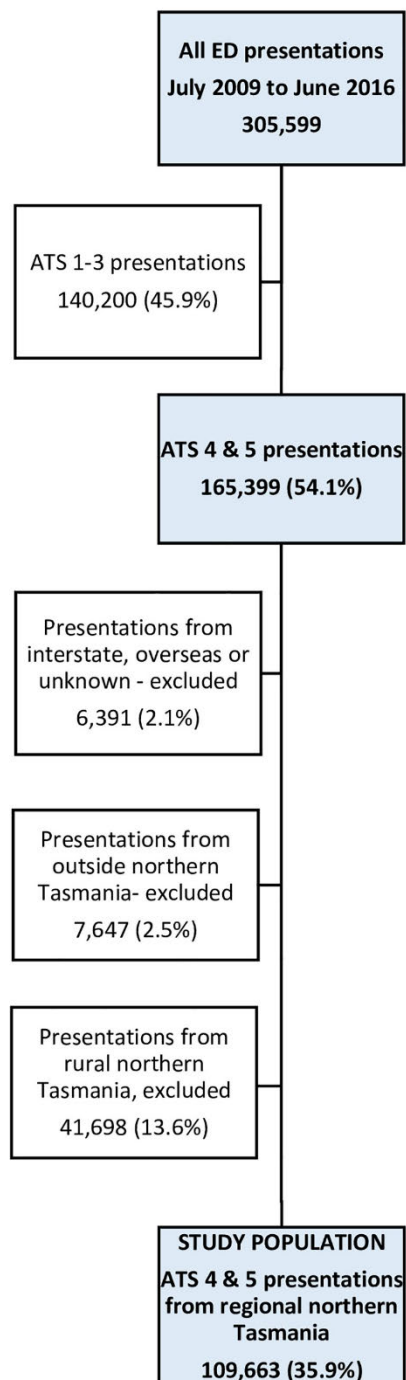 All ED presentations
July 2009 to June 2016
305,599
ATS 1-3 presentations
140,200 (45.9%)
ATS 4 & 5 presentations
165,399 (54.1%)
Presentations from
interstate, overseas or
unknown - excluded
6,391 (2.1%)
Presentations from
outside northern
Tasmania- excluded
7,647 (2.5%)
Presentations from
rural northern
Tasmania, excluded
41,698 (13.6%)
STUDY POPULATION
ATS 4 & 5 presentations
from regional northern
Tasmania
109,663 (35.9%)